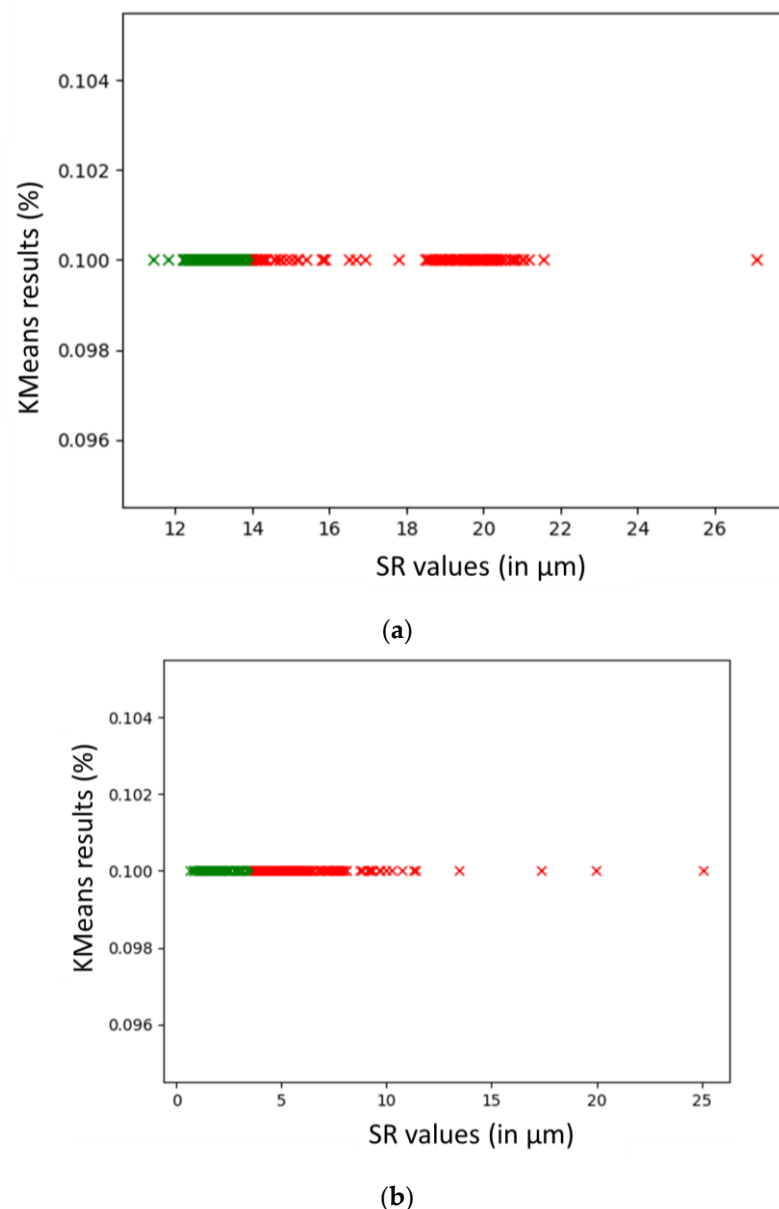 0.104
0.102
0.100
0.098
0.096
KMeans results (%)
12 14 16 18 20 22 24 26
SR values (in µm)
(a)
0.104
0.102
0.100
0.098
0.096
KMeans results (%)
0 5 10 15 20 25
SR values (in µm)
(b)